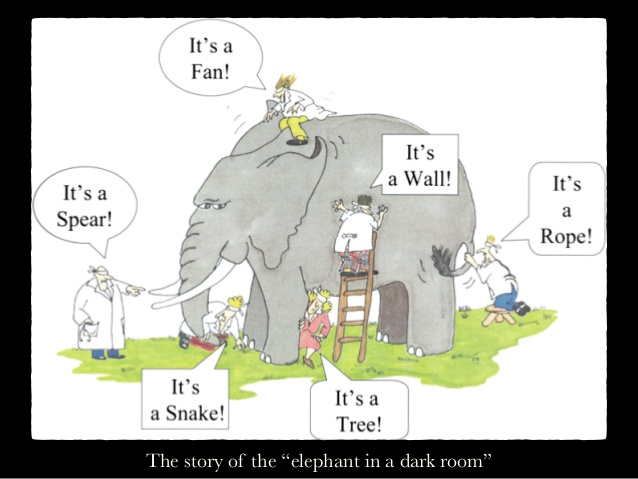 It's a
Fan!
It's
a Wall!
It's a
Spear!
It's
a
Rope!
It's
a Snake!
It's a
Tree!
The story of the “elephant in a dark room”